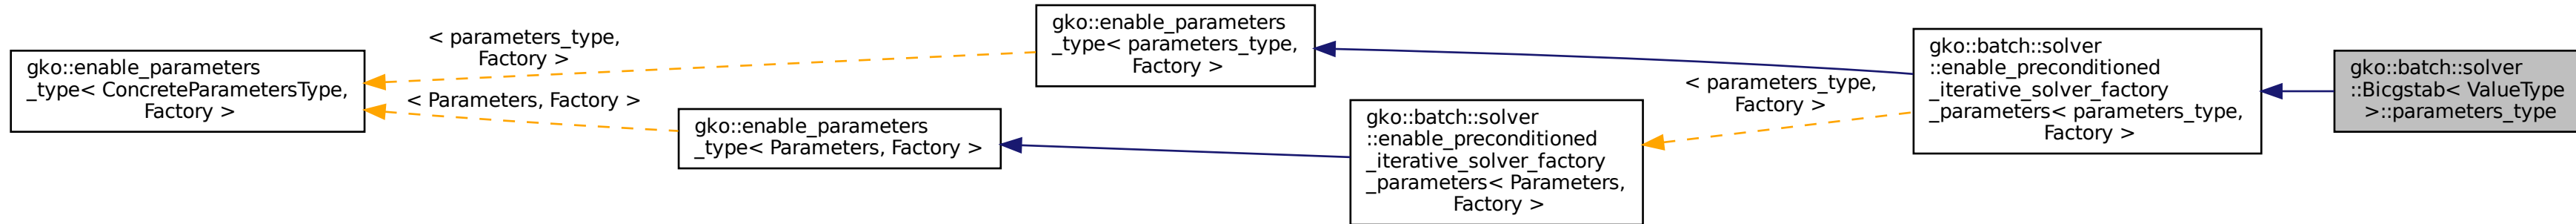 gko::enable_parameters
_type< ConcreteParametersType,
Factory >
< parameters_type,
Factory >
< Parameters, Factory >
gko::enable_parameters
_type< Parameters, Factory >
gko::enable_parameters
_type< parameters_type,
Factory >
gko::batch::solver
::enable_preconditioned
_iterative_solver_factory
_parameters< Parameters,
Factory >
< parameters_type,
Factory >
gko::batch::solver
::enable_preconditioned
_iterative_solver_factory
_parameters< parameters_type,
Factory >
gko::batch::solver
::Bicgstab< ValueType
>::parameters_type